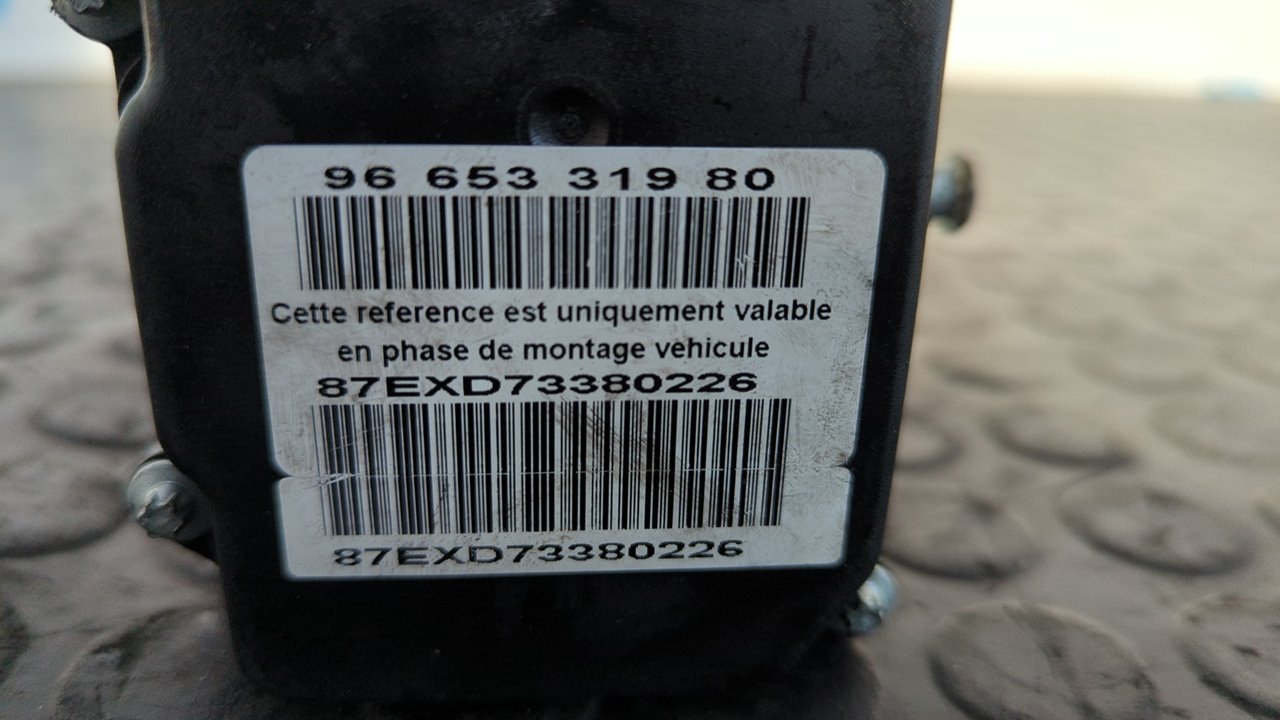 96 653 319 80
Cette reference est uniquement valable
en phase de montage vehicule
87EXD73380226
87EXD73380226